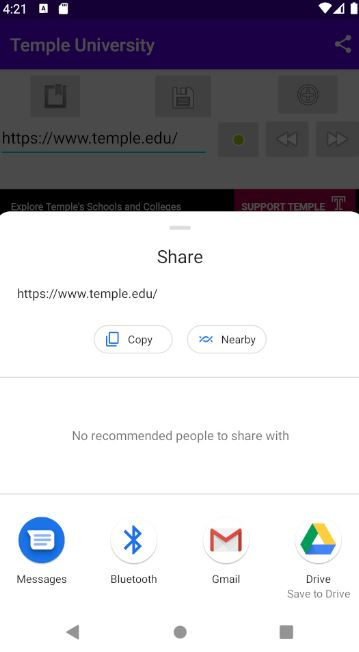 4:21
Temple University
https://www.temple.edu/
Explore Temple's Schools and Colleges
SUPPORT TEMPLE
Share
https://www.temple.edu/
Copy
Nearby
No recommended people to share with
Messages
Bluetooth
Gmail
Drive
Save to Drive